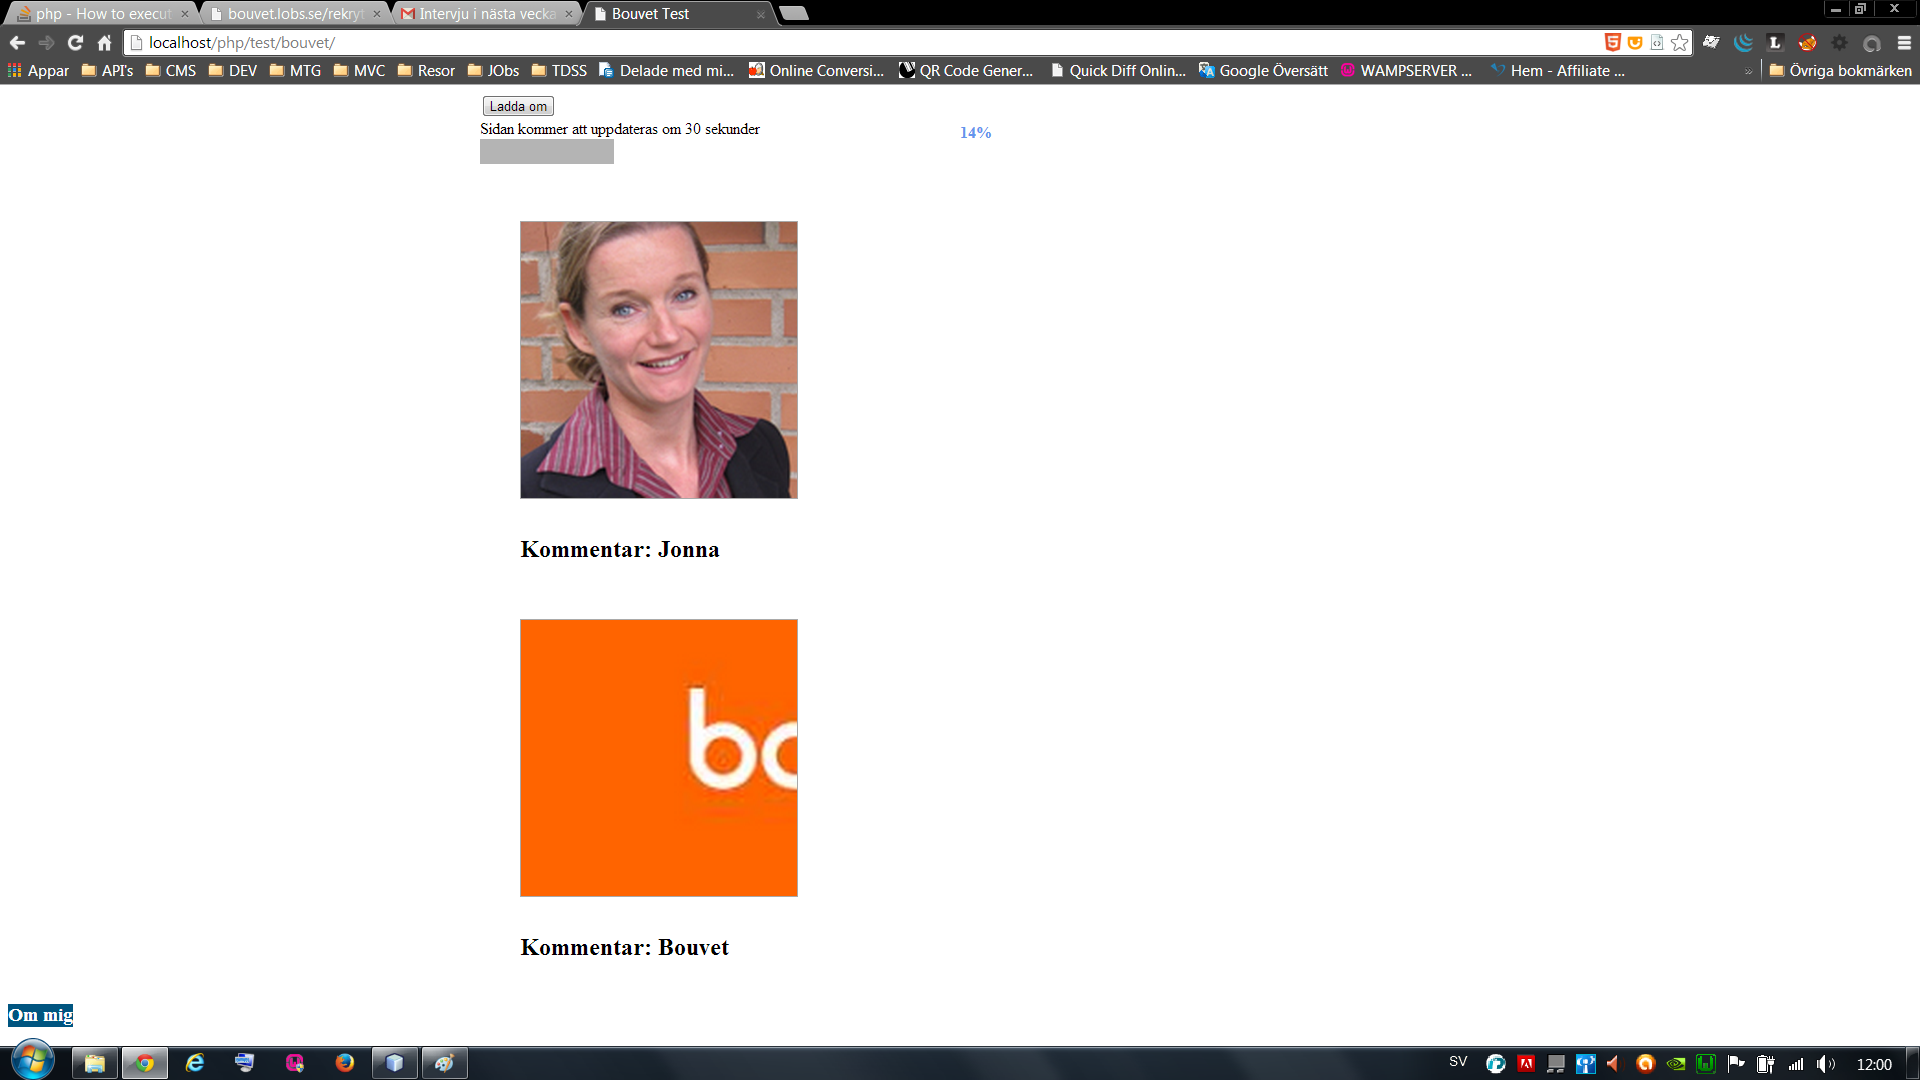 php - How to execut
bouvet.lobs.se/rekryt
Intervju i nästa vecka
Bouvet Test
localhost/php/test/bouvet/
Appar API's CMS DEV MTG MVC Resor JObs TDSS Delade med mi... Online Conversi... QR Code Gener... Quick Diff Onlin... Google Översätt WAMPSERVER ... Hem - Affiliate ... » Övriga bokmärken
Ladda om
Sidan kommer att uppdateras om 30 sekunder
14%
Kommentar: Jonna
bo
Kommentar: Bouvet
Om mig
SV
12:00